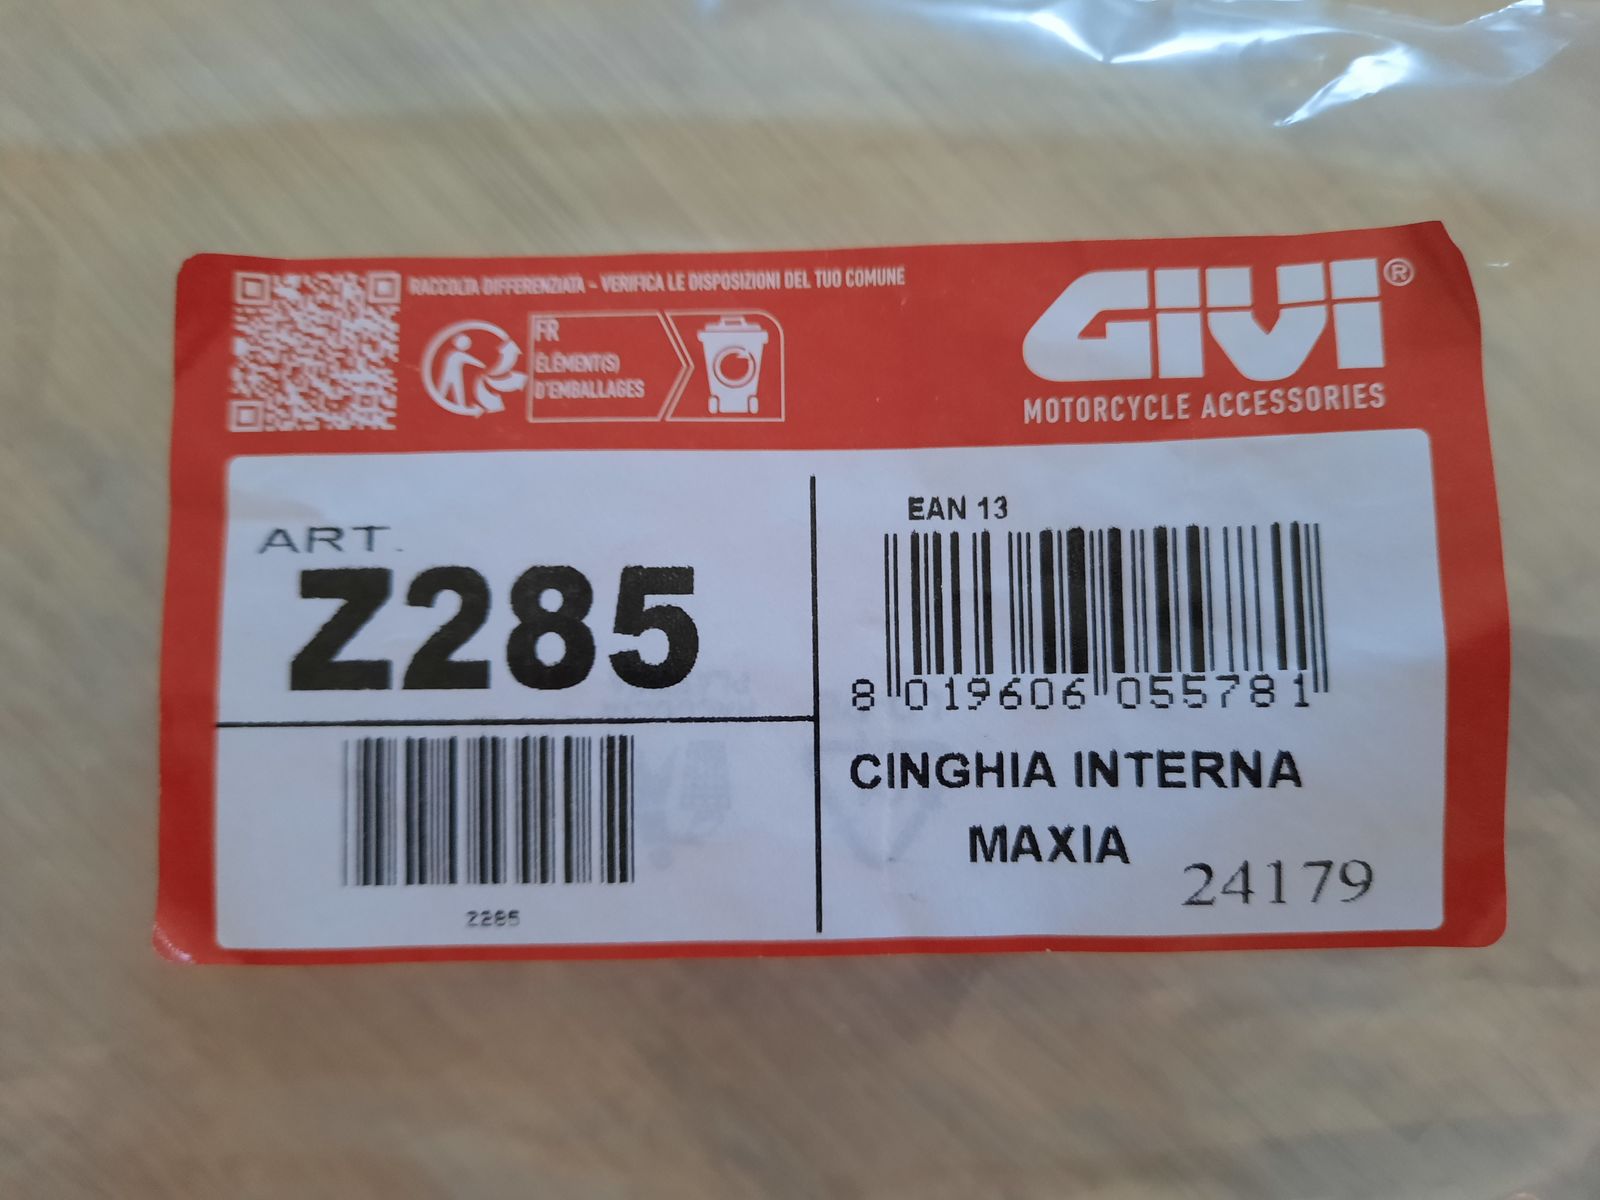 RACCOLTA DIFFERENZIATA - VERIFICA LE DISPOSIZIONI DEL TUO COMUNE
FR
ÉLÉMENT(S)
D'EMBALLAGES
GIVI®
MOTORCYCLE ACCESSORIES
ART.
Z285
Z285
EAN 13
8 019606 055781
CINGHIA INTERNA
MAXIA
24179